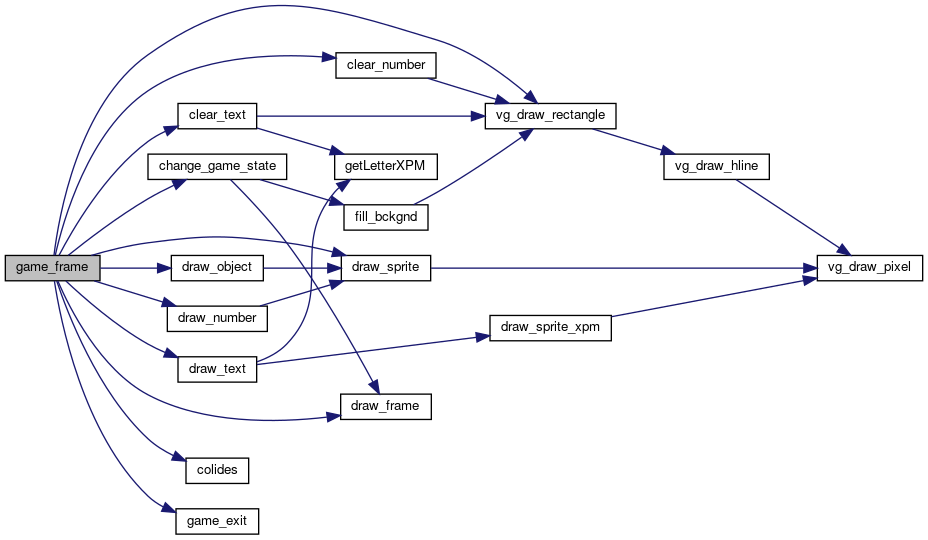 clear_number
clear_text
vg_draw_rectangle
change_game_state
getLetterXPM
vg_draw_hline
fill_bckgnd
game_frame
draw_object
draw_sprite
vg_draw_pixel
draw_number
draw_sprite_xpm
draw_text
draw_frame
colides
game_exit